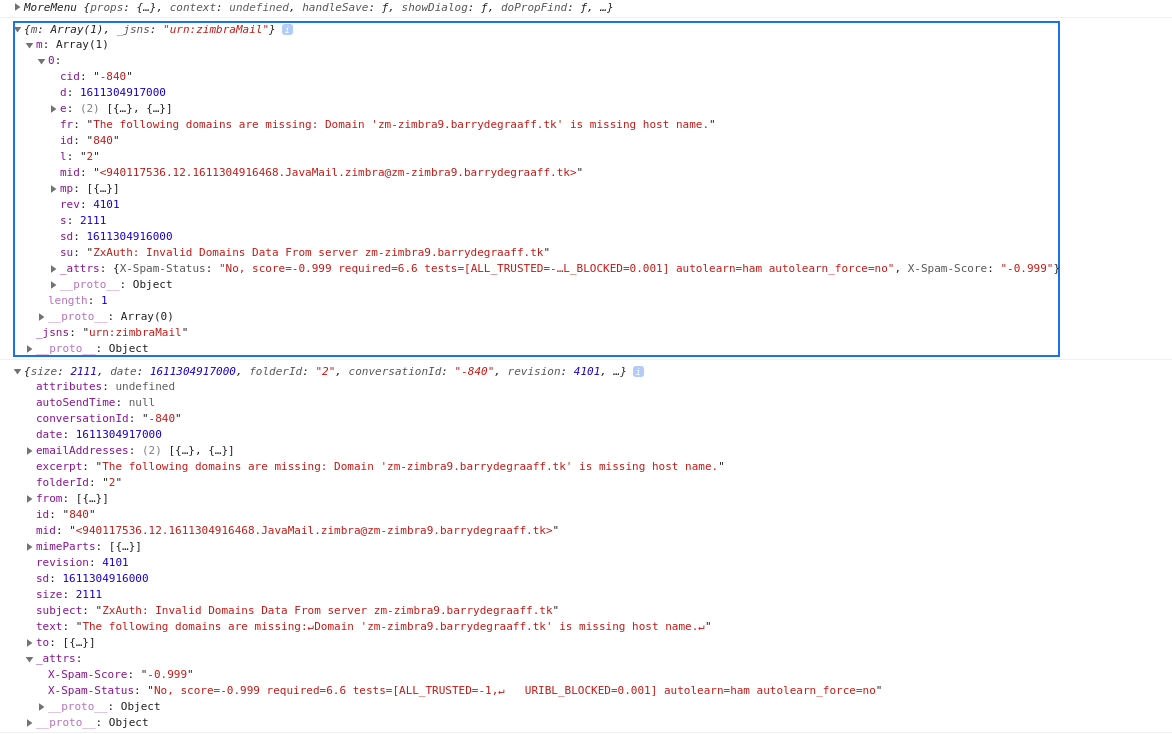 MoreMenu {props: {…}, context: undefined, handleSave: ƒ, showDialog: ƒ, doPropFind: ƒ, …}
{m: Array(1), _jsns: "urn:zimbraMail"} i
m: Array(1)
0:
cid: "-840"
d: 1611304917000
e: (2) [{…}, {…}]
fr: "The following domains are missing: Domain 'zm-zimbra9.barrydegraaff.tk' is missing host name."
id: "840"
l: "2"
mid: "<940117536.12.1611304916468.JavaMail.zimbra@zm-zimbra9.barrydegraaff.tk>"
mp: [{…}]
rev: 4101
s: 2111
sd: 1611304916000
su: "ZxAuth: Invalid Domains Data From server zm-zimbra9.barrydegraaff.tk"
_attrs: {X-Spam-Status: "No, score=-0.999 required=6.6 tests=[ALL_TRUSTED=-…L_BLOCKED=0.001] autolearn=ham autolearn_force=no", X-Spam-Score: "-0.999"}
__proto__: Object
length: 1
__proto__: Array(0)
_jsns: "urn:zimbraMail"
__proto__: Object
{size: 2111, date: 1611304917000, folderId: "2", conversationId: "-840", revision: 4101, …} i
attributes: undefined
autoSendTime: null
conversationId: "-840"
date: 1611304917000
emailAddresses: (2) [{…}, {…}]
excerpt: "The following domains are missing: Domain 'zm-zimbra9.barrydegraaff.tk' is missing host name."
folderId: "2"
from: [{…}]
id: "840"
mid: "<940117536.12.1611304916468.JavaMail.zimbra@zm-zimbra9.barrydegraaff.tk>"
mimeParts: [{…}]
revision: 4101
sd: 1611304916000
size: 2111
subject: "ZxAuth: Invalid Domains Data From server zm-zimbra9.barrydegraaff.tk"
text: "The following domains are missing:↵Domain 'zm-zimbra9.barrydegraaff.tk' is missing host name.↵"
to: [{…}]
_attrs:
X-Spam-Score: "-0.999"
X-Spam-Status: "No, score=-0.999 required=6.6 tests=[ALL_TRUSTED=-1,↵   URIBL_BLOCKED=0.001] autolearn=ham autolearn_force=no"
__proto__: Object
__proto__: Object